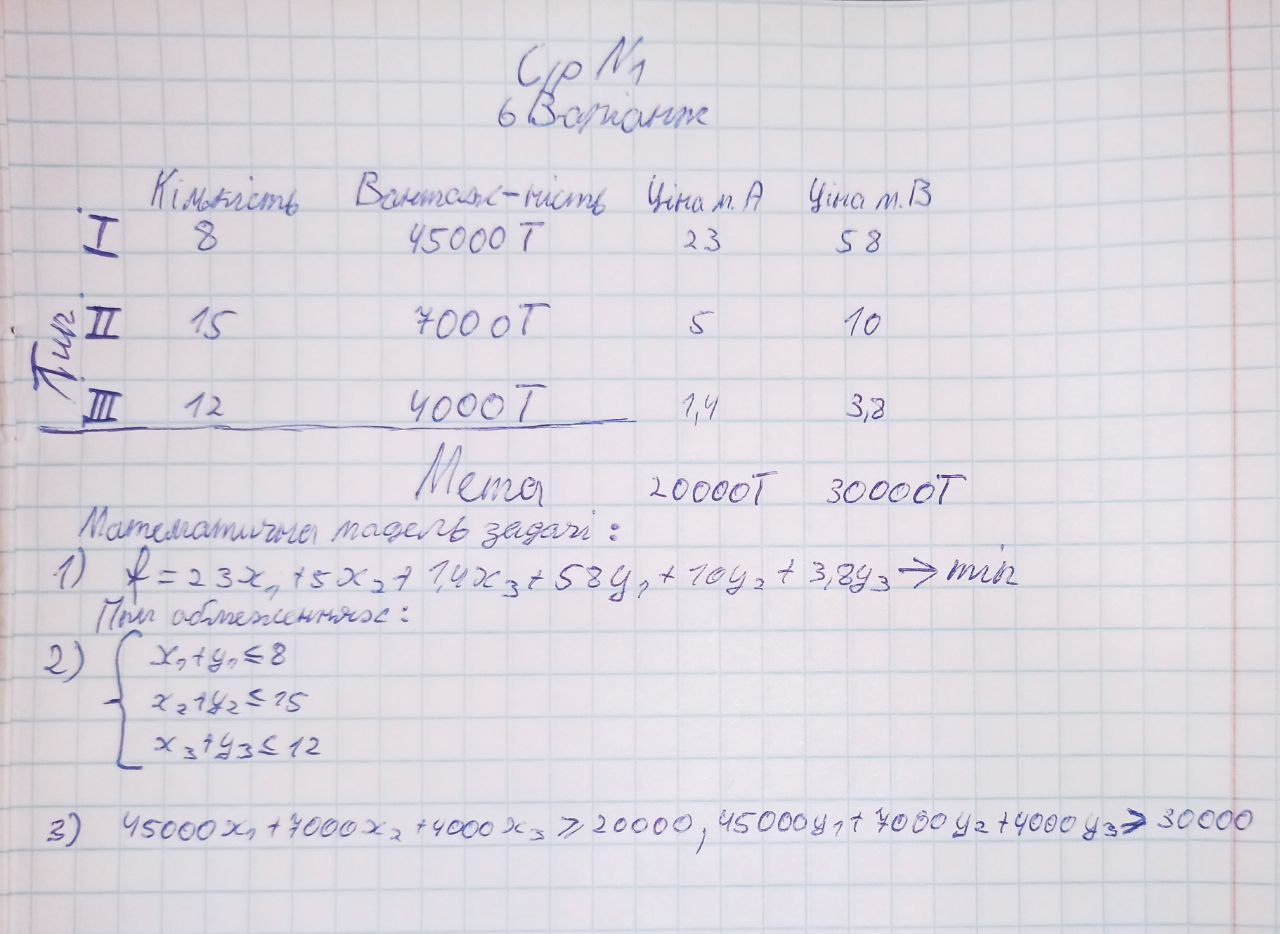 С/р №1
6 Варіант
Кількість Вантаж-ність Ціна м. А Ціна м. В
Тип
I 8 45000Т 23 58
II 15 7000Т 5 10
III 12 4000Т 1,4 3,8
Мета 20000Т 30000Т
Математична модель задачі:
1) f = 23x₁ + 5x₂ + 1,4x₃ + 58y₁ + 10y₂ + 3,8y₃ → min
При обмеженнях:
2) { x₁+y₁ ≤ 8
x₂+y₂ ≤ 15
x₃+y₃ ≤ 12
3) 45000x₁ + 7000x₂ + 4000x₃ ≥ 20000, 45000y₁ + 7000y₂ + 4000y₃ ≥ 30000